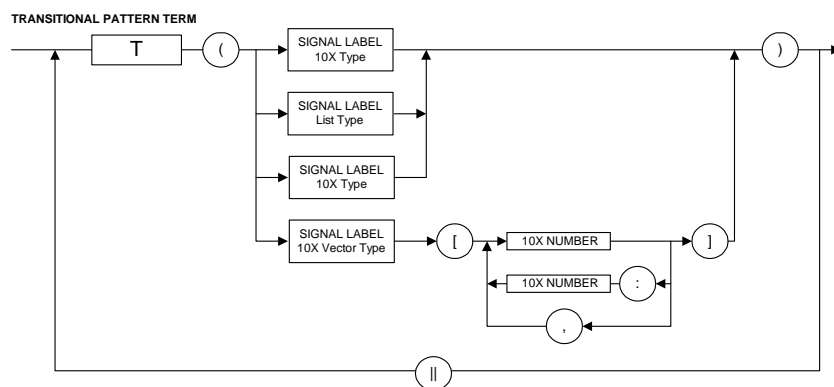 TRANSITIONAL PATTERN TERM
T
(
SIGNAL LABEL
10X Type
)
SIGNAL LABEL
List Type
SIGNAL LABEL
10X Type
SIGNAL LABEL
10X Vector Type
[
10X NUMBER
]
10X NUMBER
:
,
||